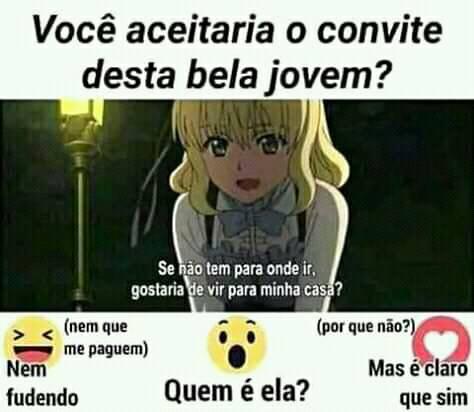 Você aceitaria o convite
desta bela jovem?
Se não tem para onde ir,
gostaria de vir para minha casa?
(nem que
me paguem)
Nem
fudendo
Quem é ela?
(por que não?)
Mas é claro
que sim